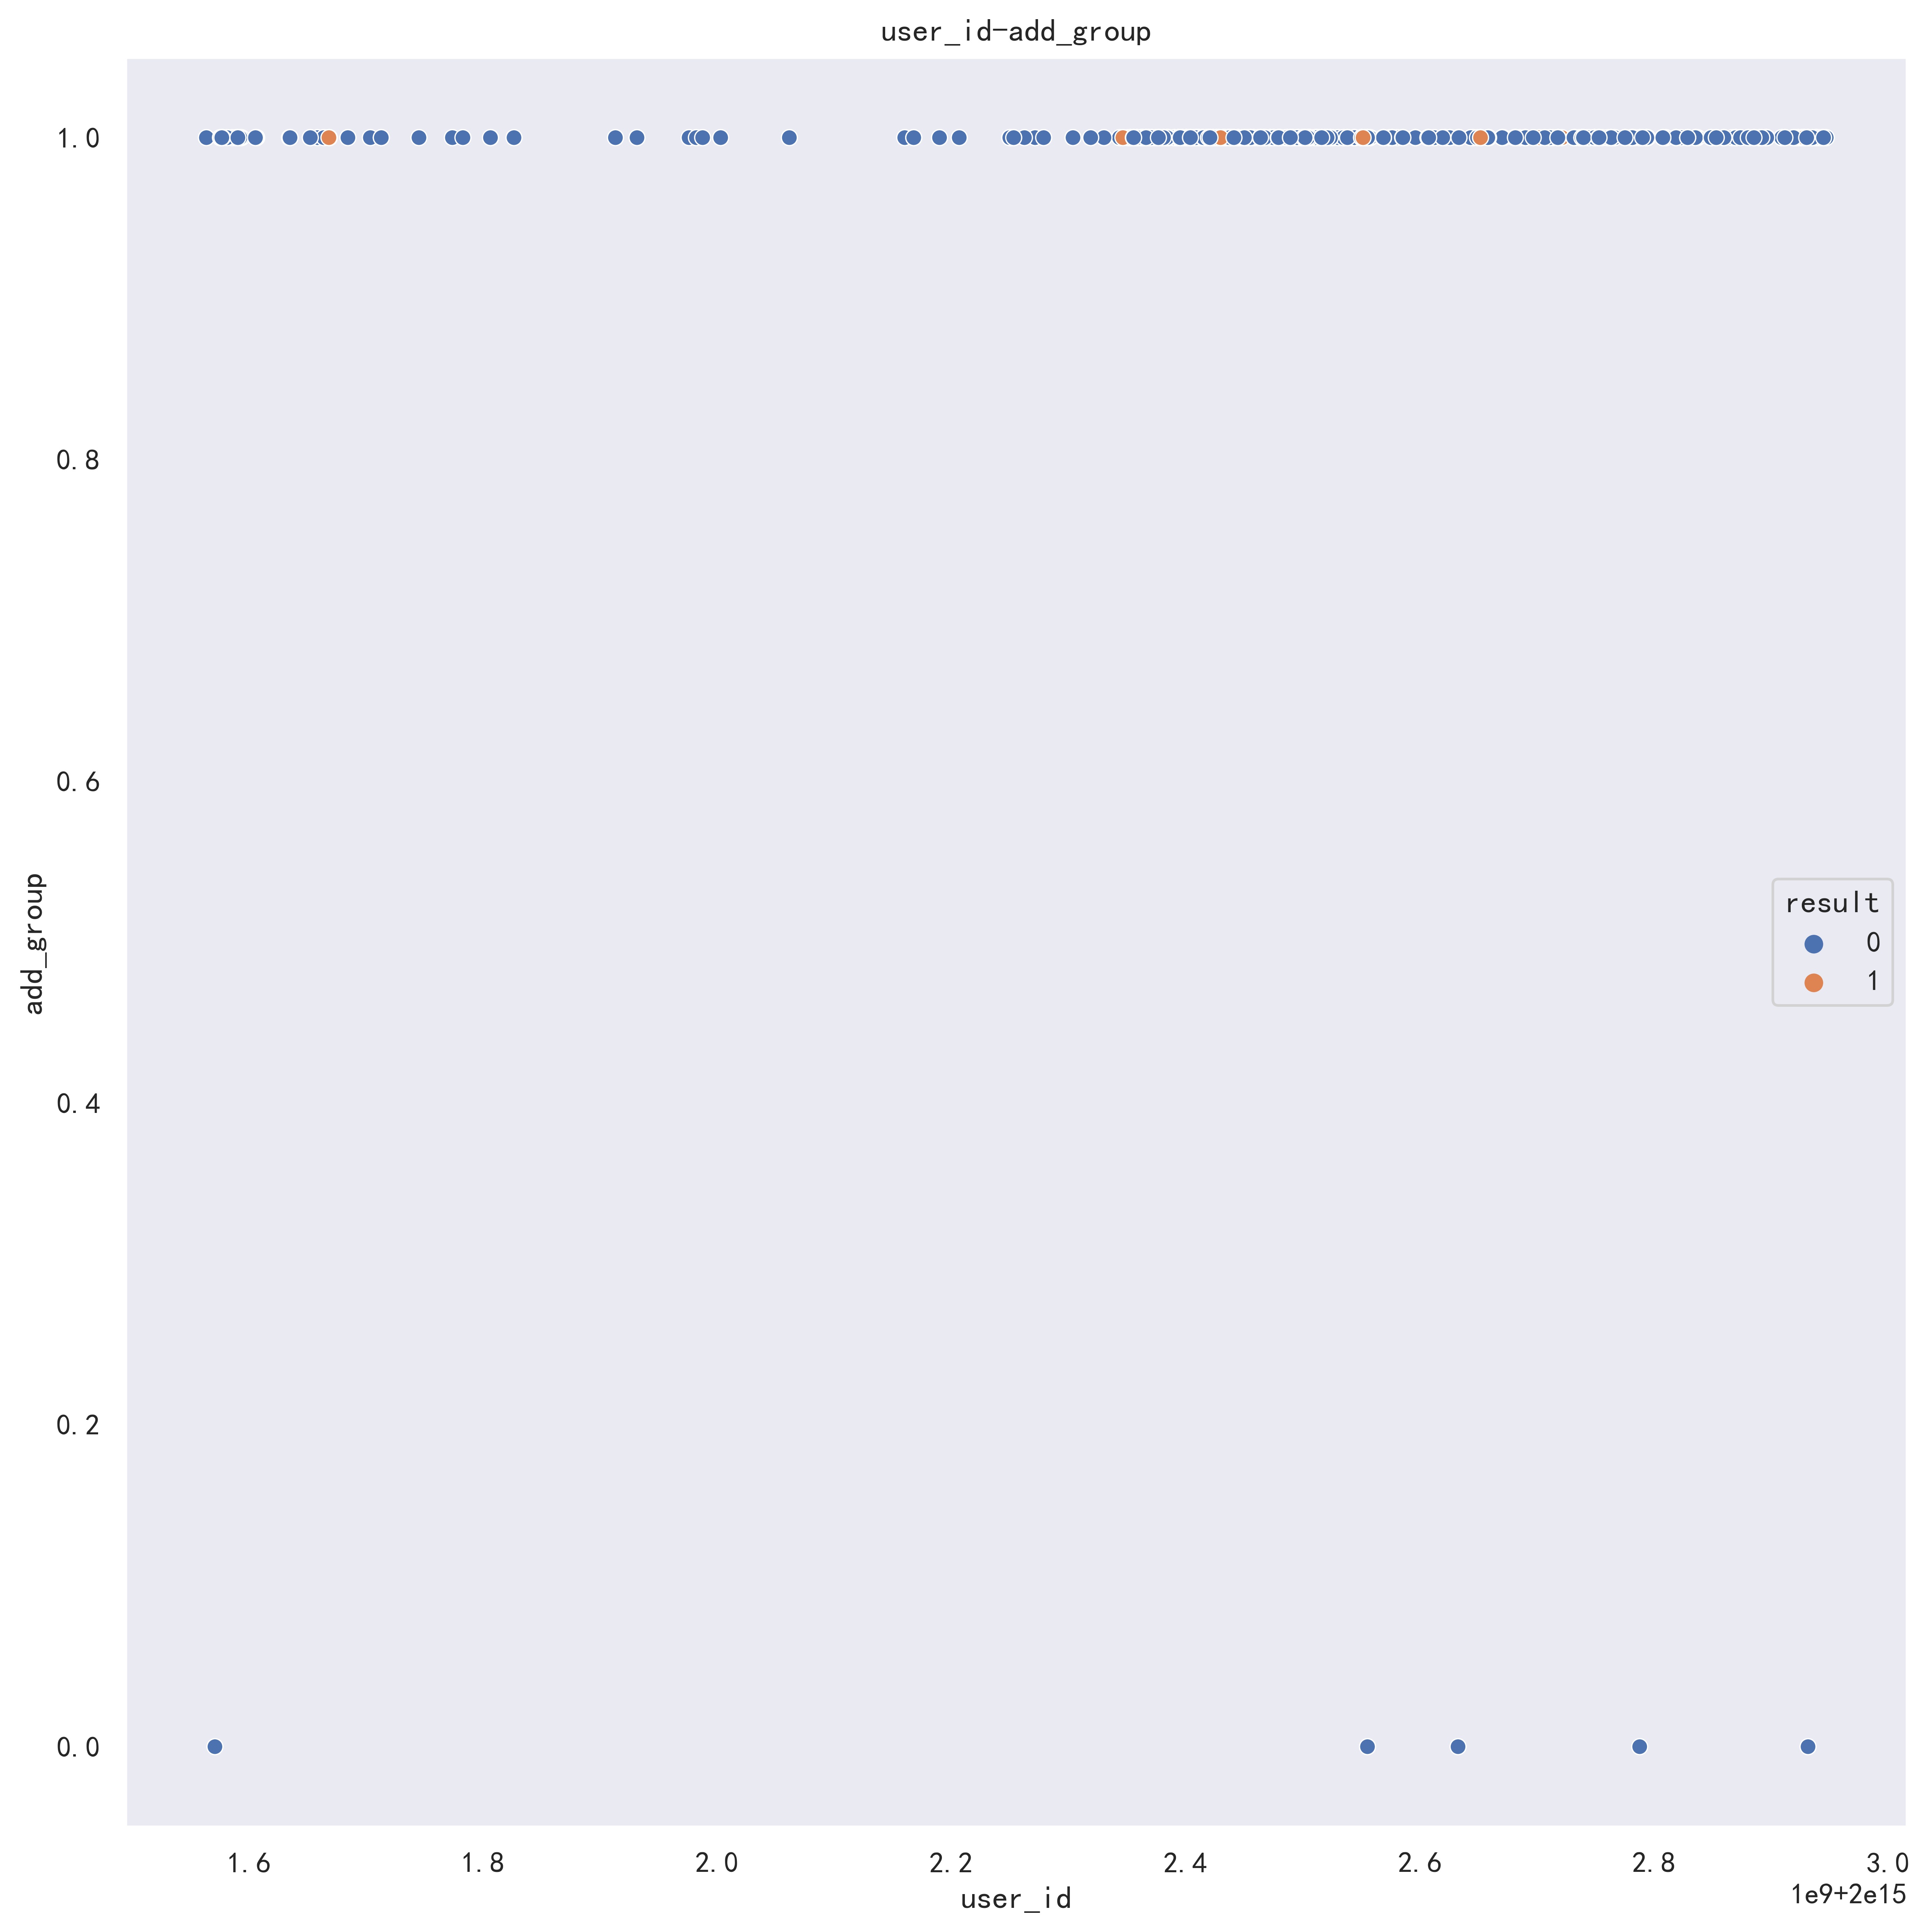 user_id-add_group
1.0
0.8
0.6
0.4
0.2
0.0
add_group
result
0
1
1.6 1.8 2.0 2.2 2.4 2.6 2.8 3.0
1e9+2e15
user_id